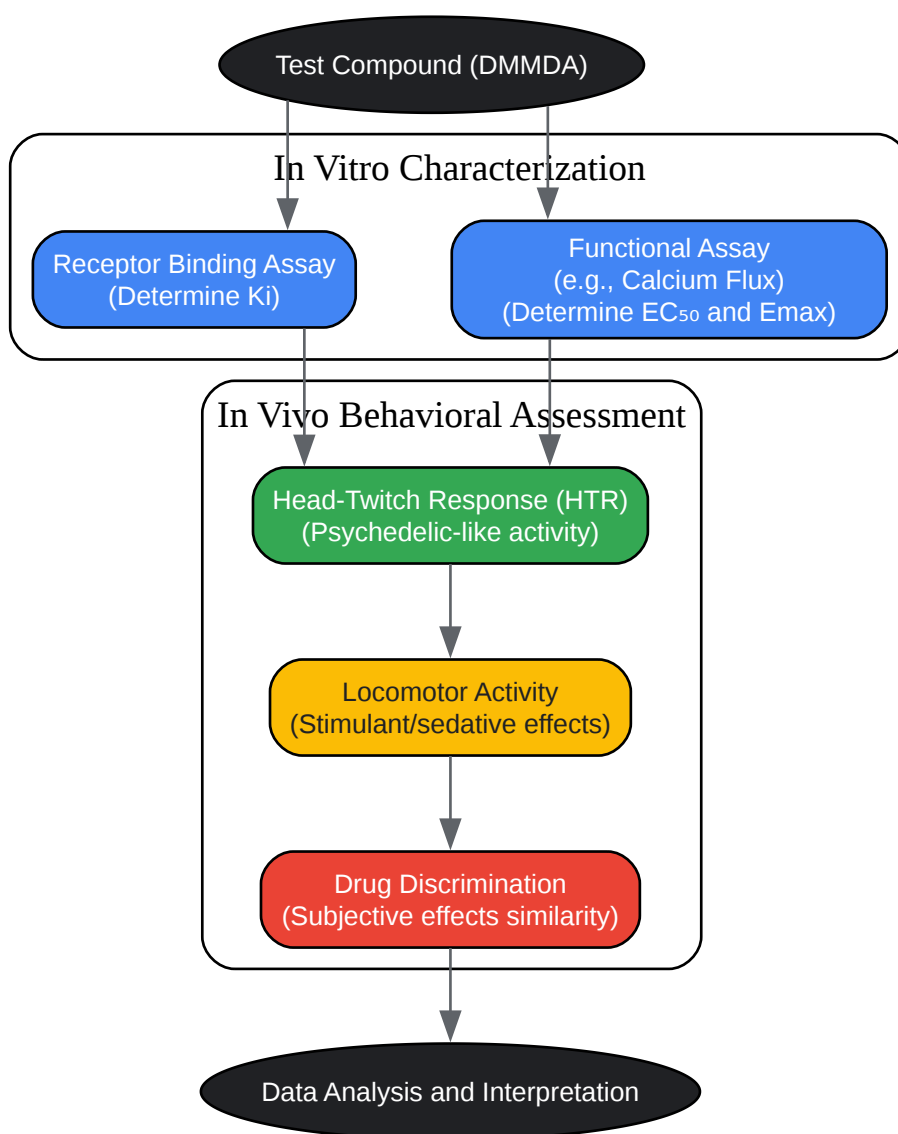 Test Compound (DMMDA)
In Vitro Characterization
Receptor Binding Assay
(Determine Ki)
Functional Assay
(e.g., Calcium Flux)
(Determine EC₅₀ and Emax)
In Vivo Behavioral Assessment
Head-Twitch Response (HTR)
(Psychedelic-like activity)
Locomotor Activity
(Stimulant/sedative effects)
Drug Discrimination
(Subjective effects similarity)
Data Analysis and Interpretation